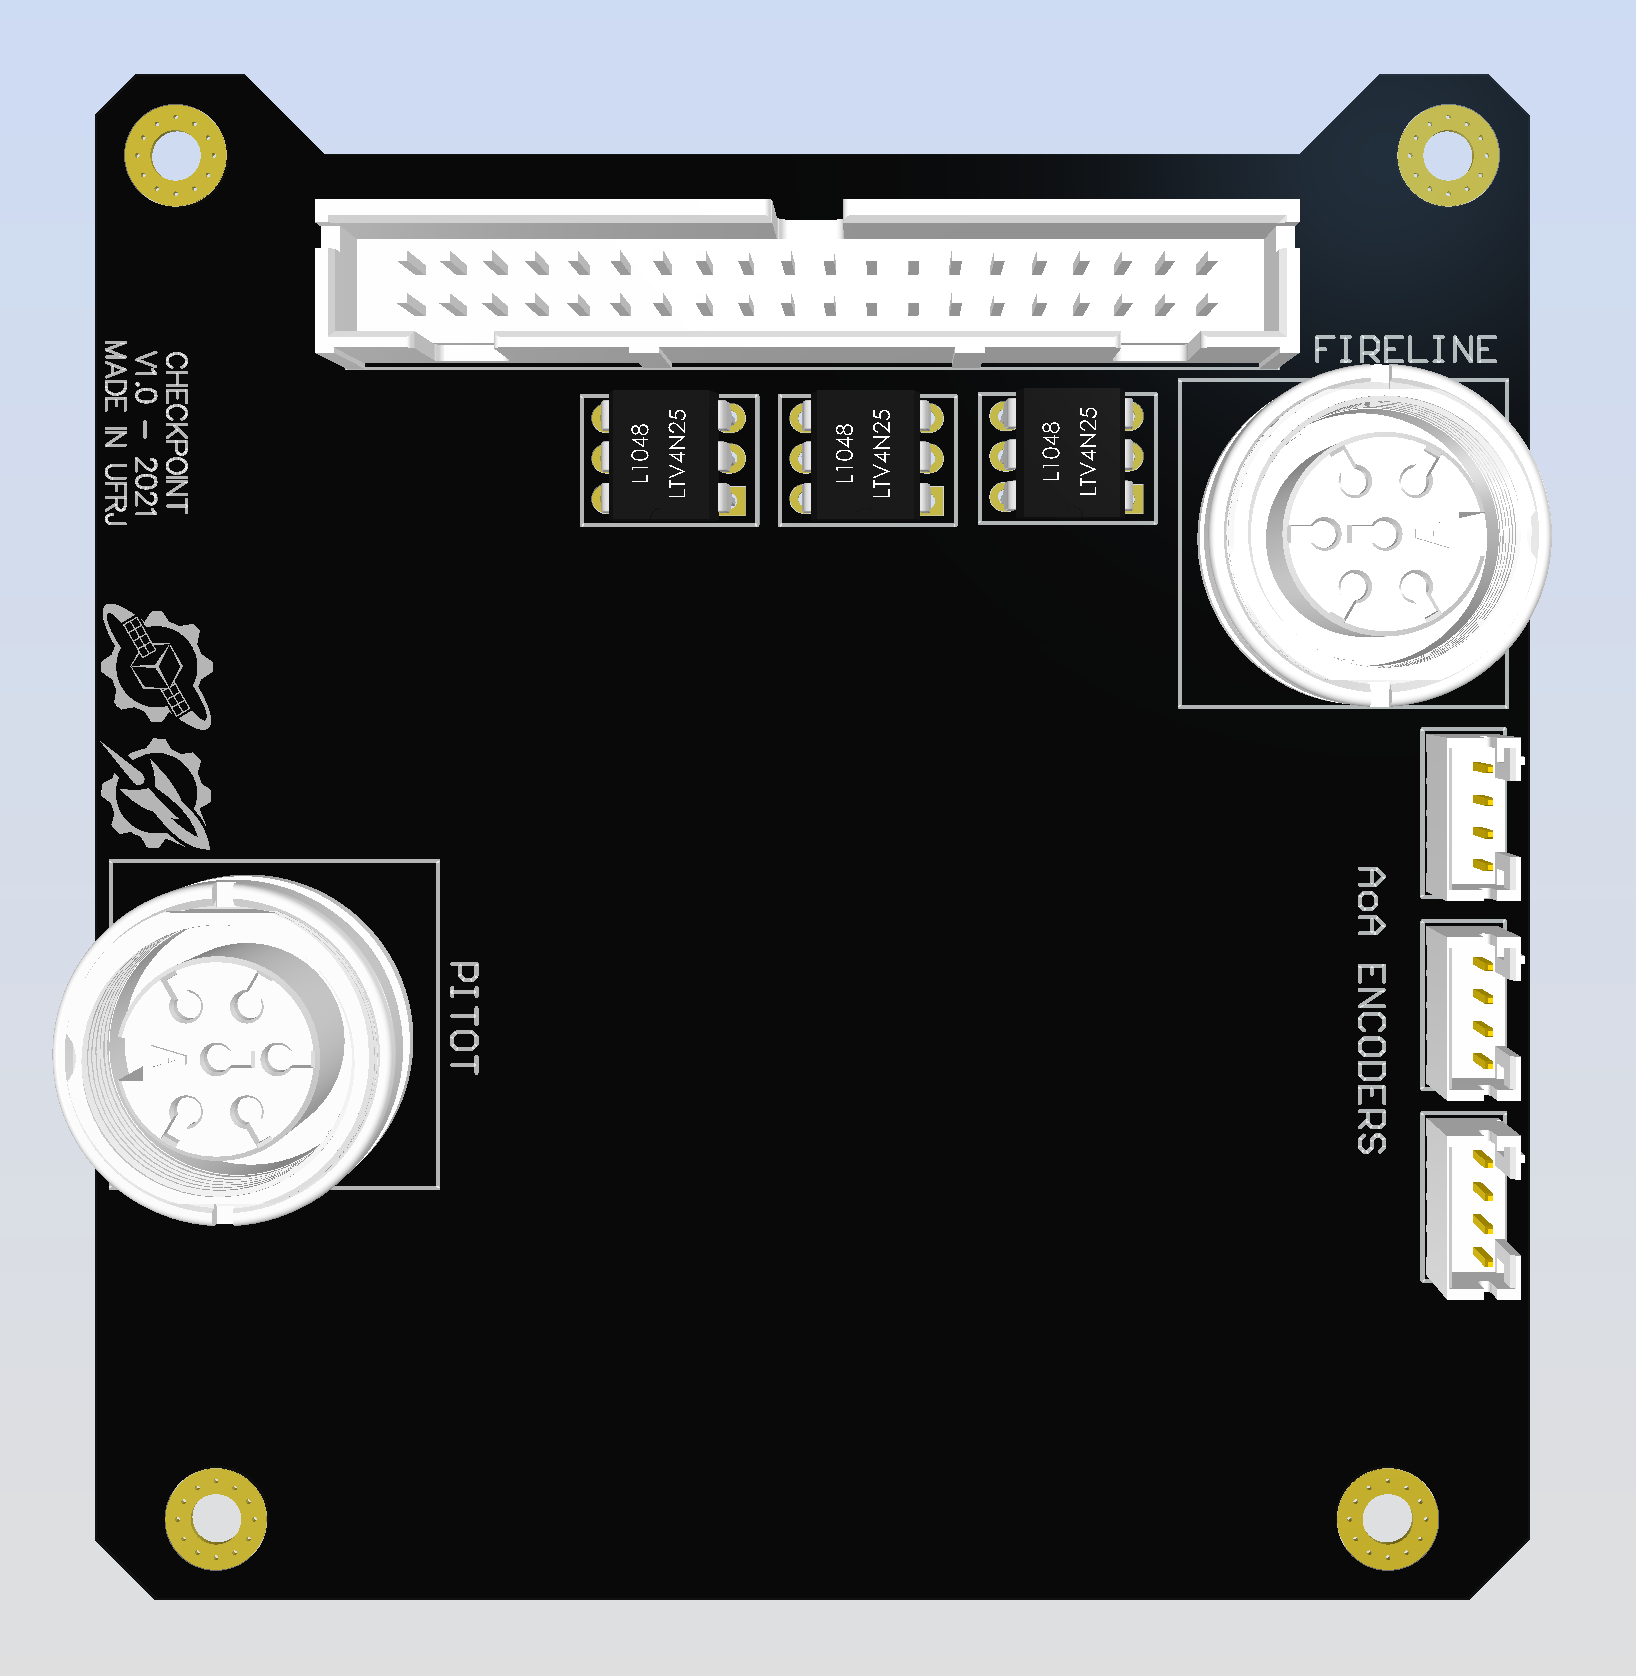 FIRELINE
CHECKPOINT
V1.0 - 2021
MADE IN UFRJ
L1048
LTV4N25
L1048
LTV4N25
L1048
LTV4N25
AoA ENCODERS
PITOT